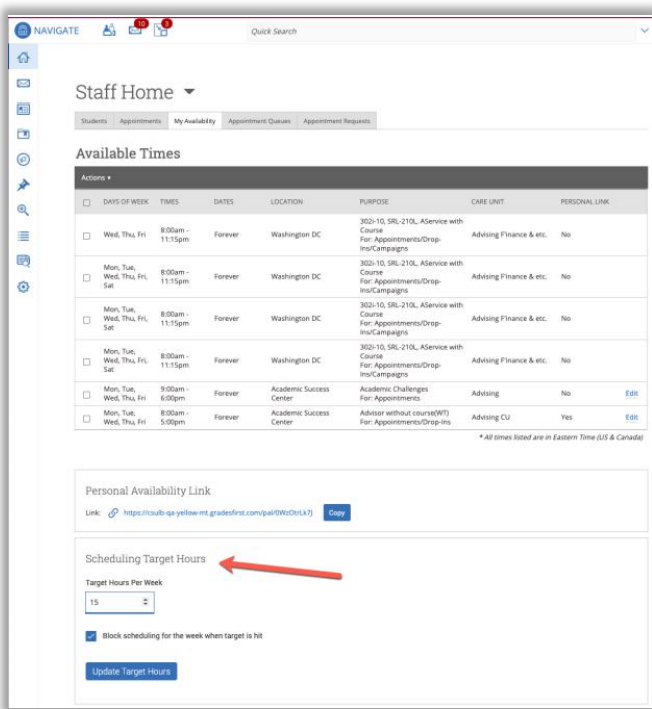 NAVIGATE
10
3
Quick Search
Staff Home
Students Appointments My Availability Appointment Queues Appointment Requests
Available Times
Actions
DAYS OF WEEK TIMES DATES LOCATION PURPOSE CARE UNIT PERSONAL LINK
Wed, Thu, Fri 8:00am - 11:15pm Forever Washington DC 302i-10, SRL-210L, AService with Course For: Appointments/Drop-Ins/Campaigns Advising F'inance & etc. No
Mon, Tue, Wed, Thu, Fri, Sat 8:00am - 11:15pm Forever Washington DC 302i-10, SRL-210L, AService with Course For: Appointments/Drop-Ins/Campaigns Advising F'inance & etc. No
Mon, Tue, Wed, Thu, Fri, Sat 8:00am - 11:15pm Forever Washington DC 302i-10, SRL-210L, AService with Course For: Appointments/Drop-Ins/Campaigns Advising F'inance & etc. No
Mon, Tue, Wed, Thu, Fri, Sat 8:00am - 11:15pm Forever Washington DC 302i-10, SRL-210L, AService with Course For: Appointments/Drop-Ins/Campaigns Advising F'inance & etc. No
Mon, Tue, Wed, Thu, Fri 9:00am - 6:00pm Forever Academic Success Center Academic Challenges For: Appointments Advising No Edit
Mon, Tue, Wed, Thu, Fri 8:00am - 5:00pm Forever Academic Success Center Advisor without course(WT) For: Appointments/Drop-Ins Advising CU Yes Edit
* All times listed are in Eastern Time (US & Canada)
Personal Availability Link
Link: https://csulb-qa-yellow-mt.gradesfirst.com/pal/0WzOtrLk7J Copy
Scheduling Target Hours
Target Hours Per Week
15
Block scheduling for the week when target is hit
Update Target Hours